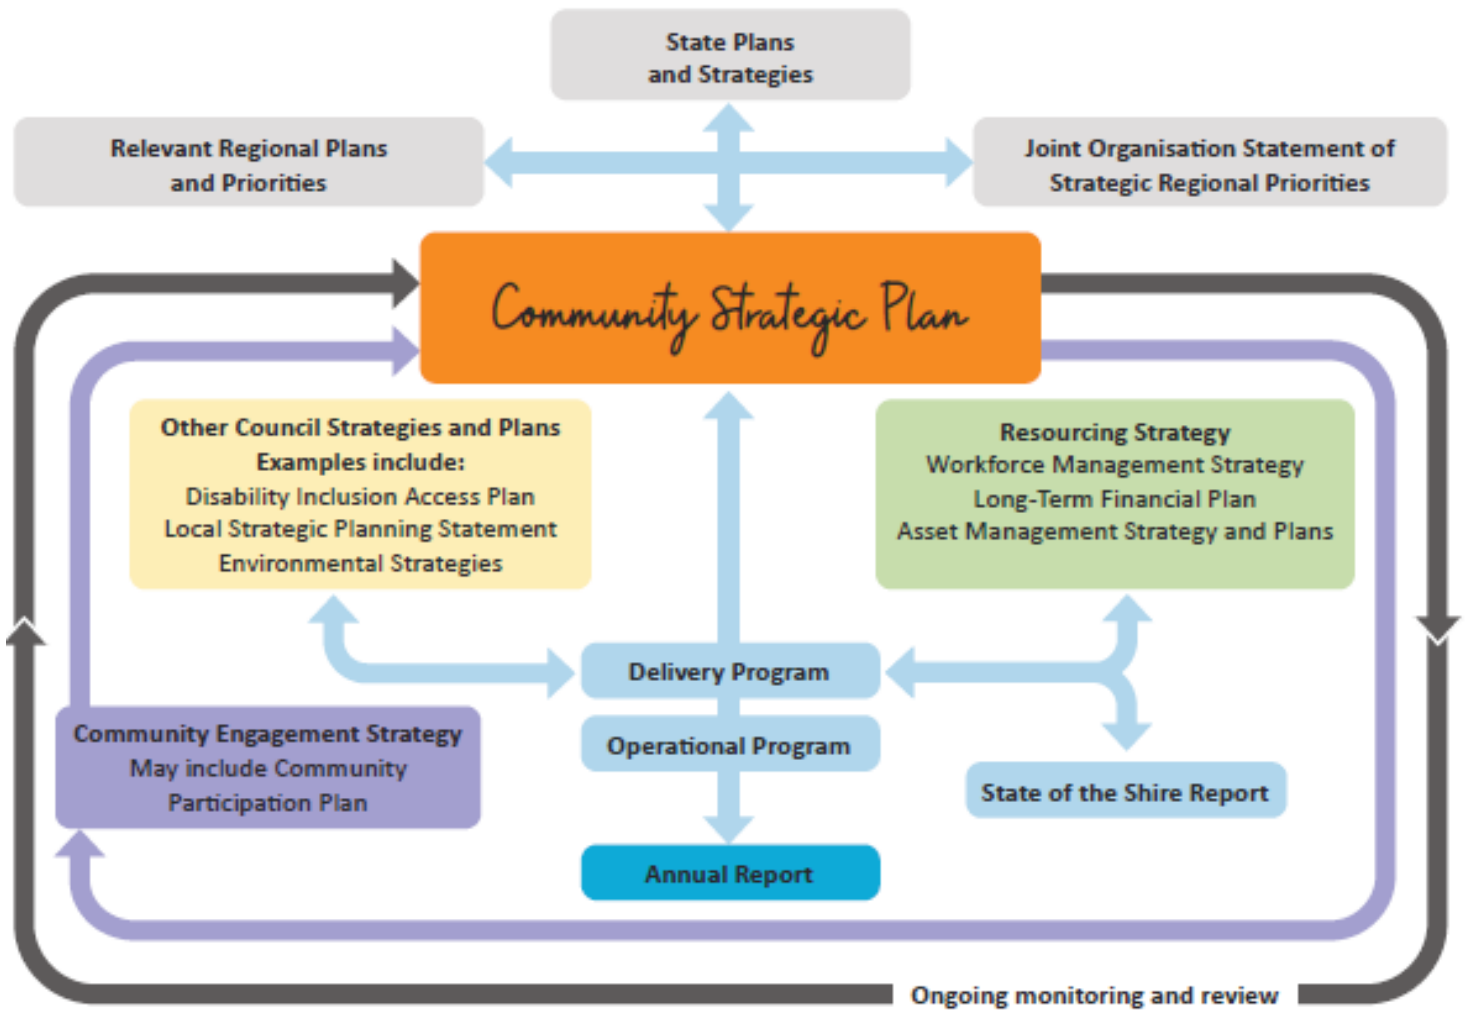 State Plans
and Strategies
Relevant Regional Plans
and Priorities
Joint Organisation Statement of
Strategic Regional Priorities
Community Strategic Plan
Other Council Strategies and Plans
Examples include:
Disability Inclusion Access Plan
Local Strategic Planning Statement
Environmental Strategies
Resourcing Strategy
Workforce Management Strategy
Long-Term Financial Plan
Asset Management Strategy and Plans
Delivery Program
Operational Program
Community Engagement Strategy
May include Community
Participation Plan
State of the Shire Report
Annual Report
Ongoing monitoring and review